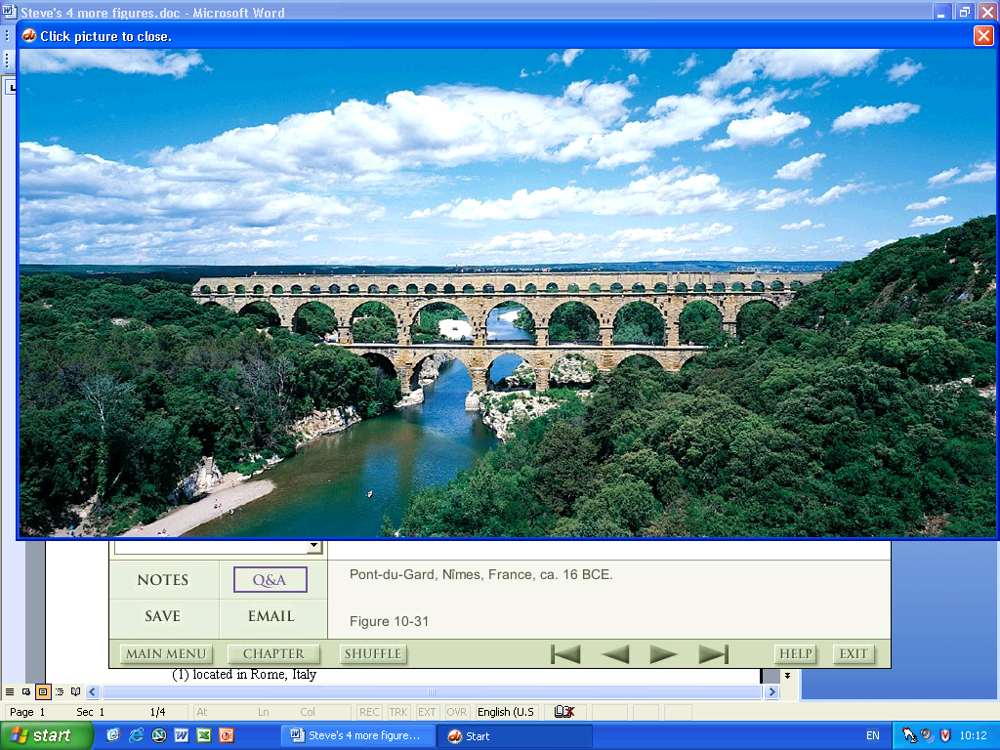 Steve's 4 more figures.doc - Microsoft Word
Click picture to close.
NOTES
Q&A
Pont-du-Gard, Nîmes, France, ca. 16 BCE.
SAVE
EMAIL
Figure 10-31
MAIN MENU
CHAPTER
SHUFFLE
HELP
EXIT
(1) located in Rome, Italy
Page 1 Sec 1 1/4 At Ln Col REC TRK EXT OVR English (U.S
start
Steve's 4 more figure...
Start
EN
10:12